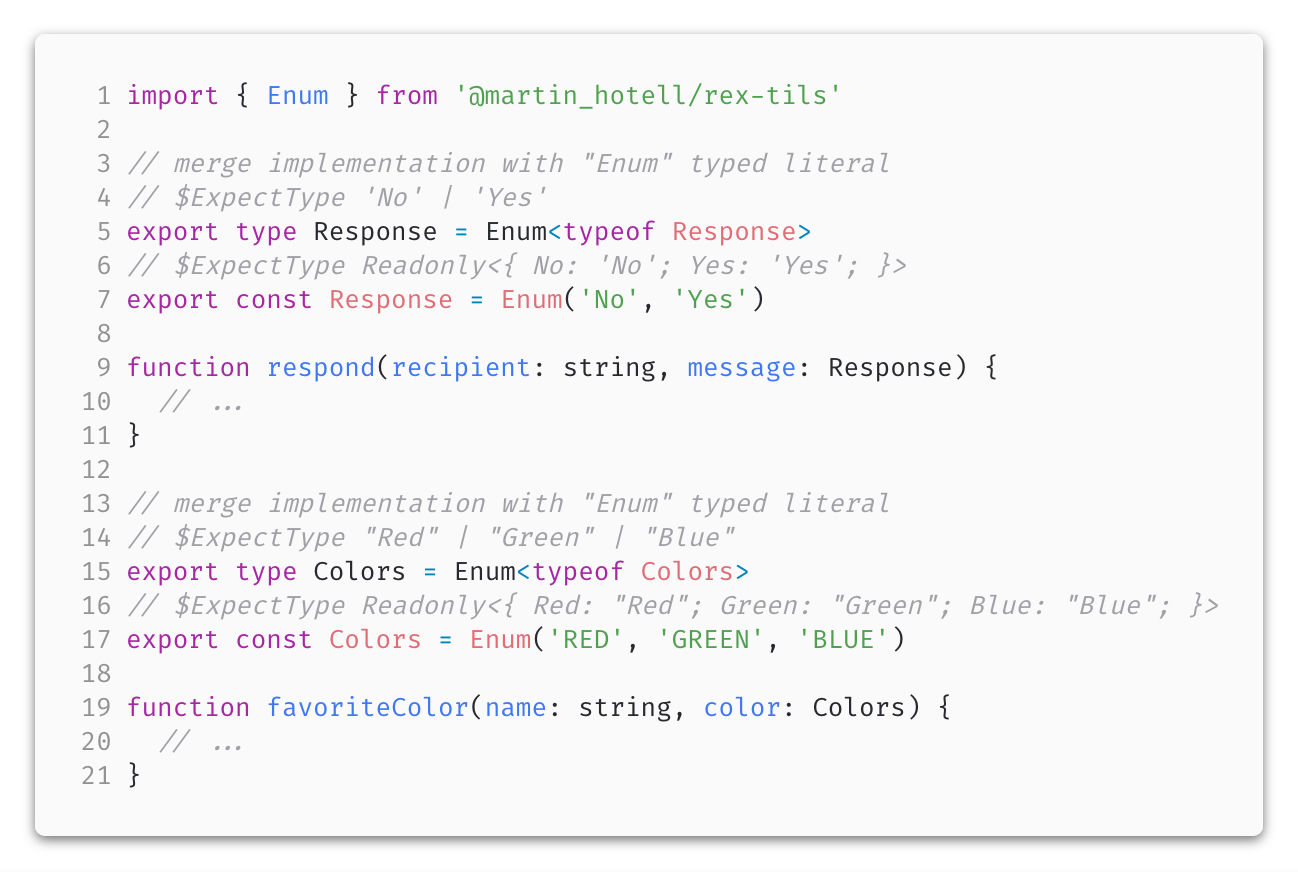 1 import { Enum } from '@martin_hotell/rex-tils'
2
3 // merge implementation with "Enum" typed literal
4 // $ExpectType 'No' | 'Yes'
5 export type Response = Enum<typeof Response>
6 // $ExpectType Readonly<{ No: 'No'; Yes: 'Yes'; }>
7 export const Response = Enum('No', 'Yes')
8
9 function respond(recipient: string, message: Response) {
10   // ...
11 }
12
13 // merge implementation with "Enum" typed literal
14 // $ExpectType "Red" | "Green" | "Blue"
15 export type Colors = Enum<typeof Colors>
16 // $ExpectType Readonly<{ Red: "Red"; Green: "Green"; Blue: "Blue"; }>
17 export const Colors = Enum('RED', 'GREEN', 'BLUE')
18
19 function favoriteColor(name: string, color: Colors) {
20   // ...
21 }